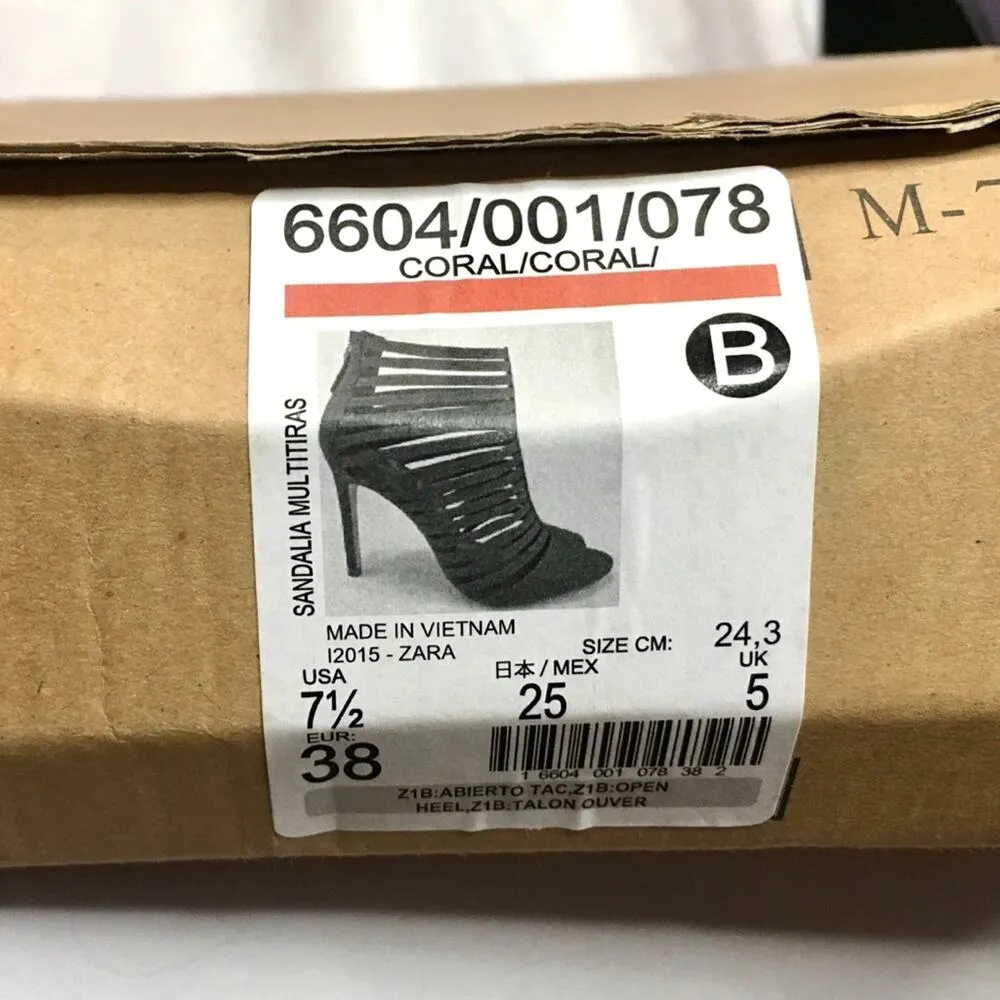 6604/001/078
CORAL/CORAL/
M-
B
SANDALIA MULTITIRAS
MADE IN VIETNAM
I2015 - ZARA
SIZE CM: 24,3
USA
7½
日本/MEX
25
UK
5
EUR:
38
1 6604 001 078 38 2
Z1B:ABIERTO TAC,Z1B:OPEN
HEEL,Z1B:TALON OUVER